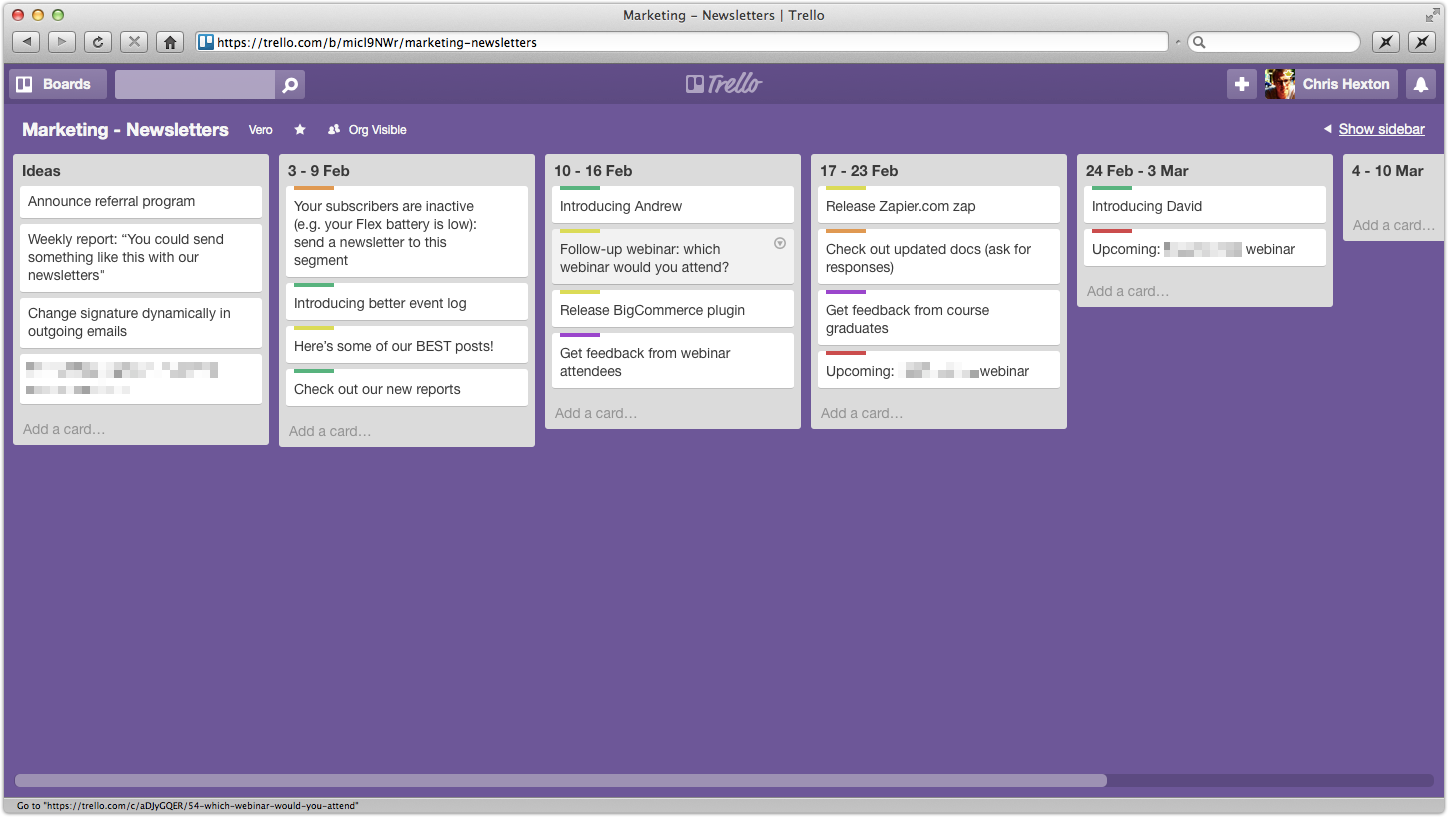 Marketing – Newsletters | Trello
https://trello.com/b/micl9NWr/marketing-newsletters
Boards
Trello
Chris Hexton
Marketing - Newsletters
Vero
Org Visible
Show sidebar
Ideas
Announce referral program
Weekly report: “You could send
something like this with our
newsletters"
Change signature dynamically in
outgoing emails
Add a card…
3 - 9 Feb
Your subscribers are inactive
(e.g. your Flex battery is low):
send a newsletter to this
segment
Introducing better event log
Here's some of our BEST posts!
Check out our new reports
Add a card…
10 - 16 Feb
Introducing Andrew
Follow-up webinar: which
webinar would you attend?
Release BigCommerce plugin
Get feedback from webinar
attendees
Add a card…
17 - 23 Feb
Release Zapier.com zap
Check out updated docs (ask for
responses)
Get feedback from course
graduates
Upcoming: webinar
Add a card…
24 Feb - 3 Mar
Introducing David
Upcoming: webinar
Add a card…
4 - 10 Mar
Add a card…
Go to "https://trello.com/c/aDJyGQER/54-which-webinar-would-you-attend"